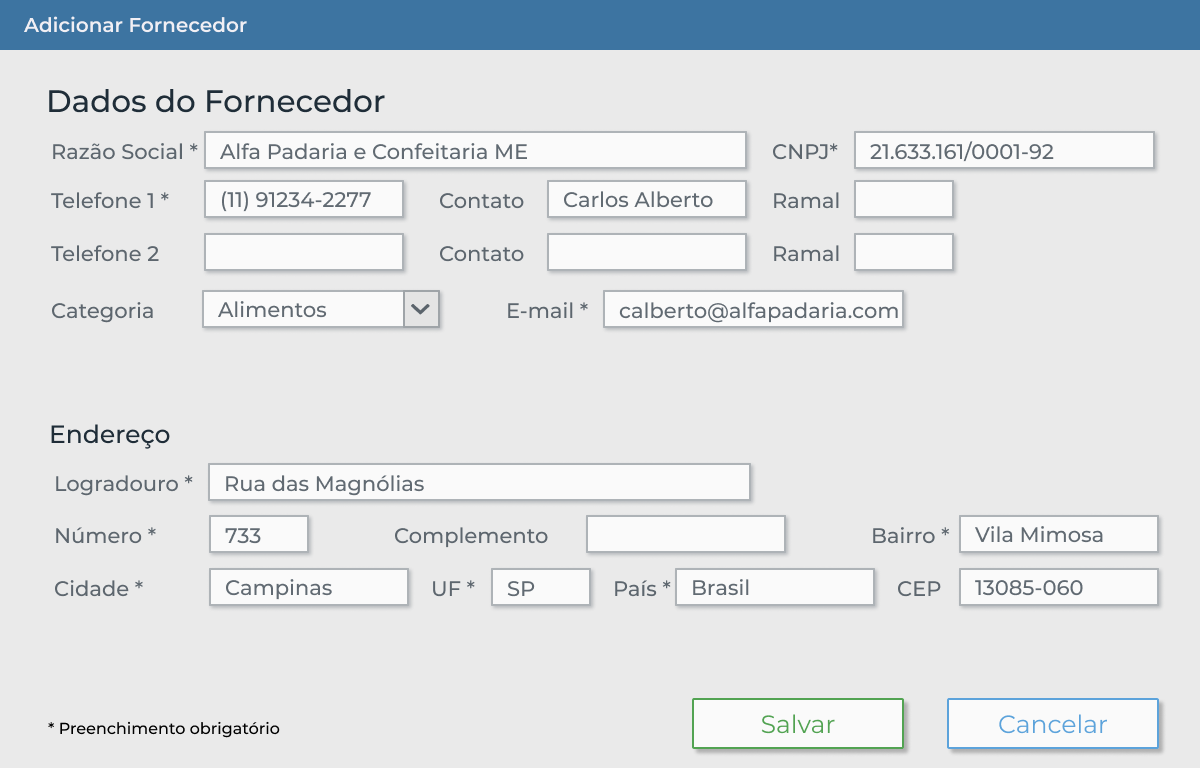 Adicionar Fornecedor
Dados do Fornecedor
Razão Social * Alfa Padaria e Confeitaria ME CNPJ* 21.633.161/0001-92
Telefone 1 * (11) 91234-2277 Contato Carlos Alberto Ramal
Telefone 2 Contato Ramal
Categoria Alimentos E-mail * calberto@alfapadaria.com
Endereço
Logradouro * Rua das Magnólias
Número * 733 Complemento Bairro * Vila Mimosa
Cidade * Campinas UF * SP País * Brasil CEP 13085-060
* Preenchimento obrigatório Salvar Cancelar